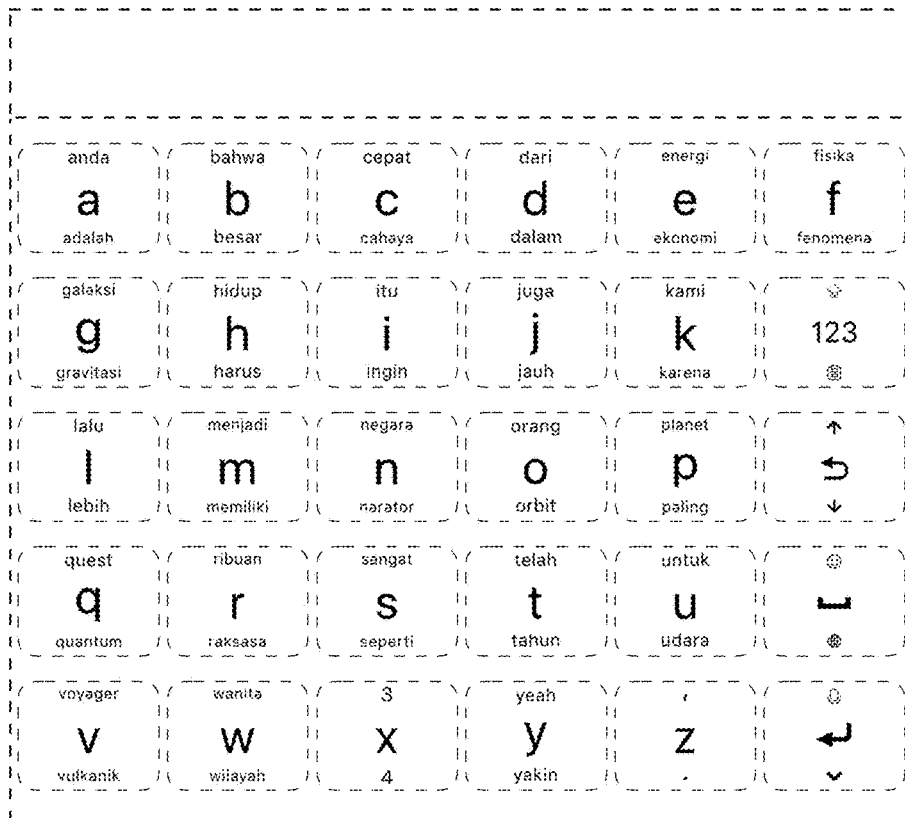 anda bahwa cepat dari energi fisika
a b c d e f
adalah besar cahaya dalam ekonomi fenomena
galaksi hidup itu juga kami
g h i j k 123
gravitasi harus ingin jauh karena
lalu menjadi negara orang planet
l m n o p
lebih memiliki narator orbit paling
quest ribuan sangat telah untuk
q r s t u
quantum raksasa seperti tahun udara
voyager wanita 3 yeah
v w x y z
vulkanik wilayah 4 yakin